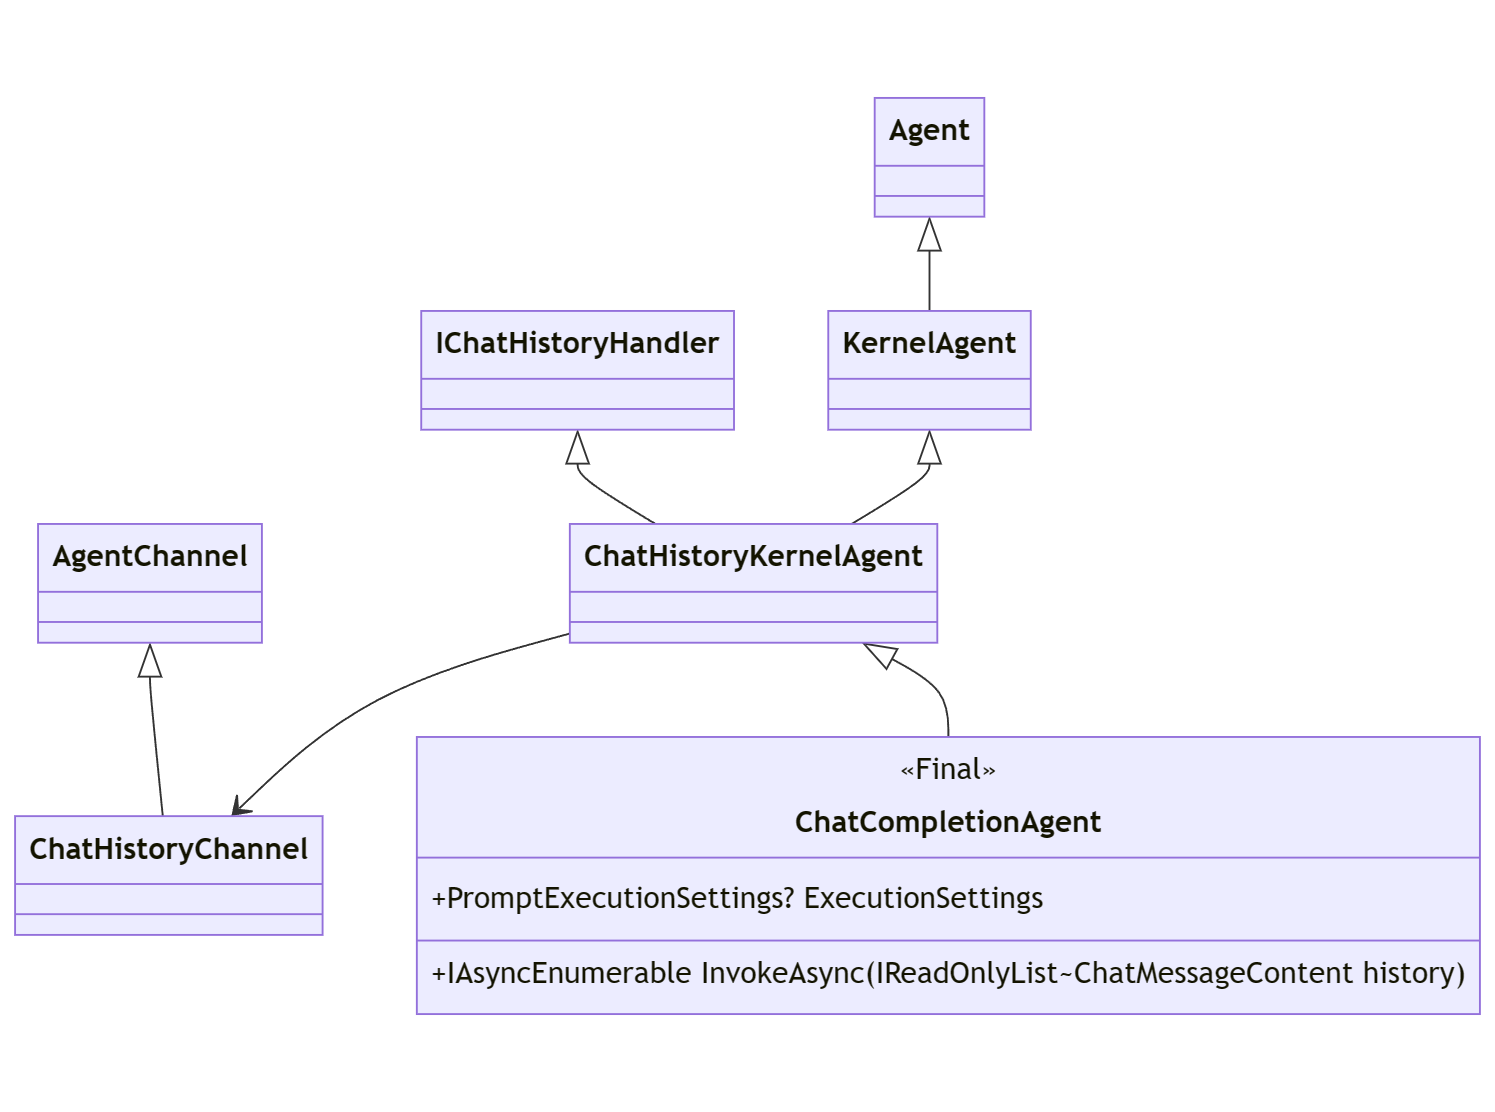 Agent
IChatHistoryHandler
KernelAgent
AgentChannel
ChatHistoryKernelAgent
ChatHistoryChannel
«Final»
ChatCompletionAgent
+PromptExecutionSettings? ExecutionSettings
+IAsyncEnumerable InvokeAsync(IReadOnlyList~ChatMessageContent history)